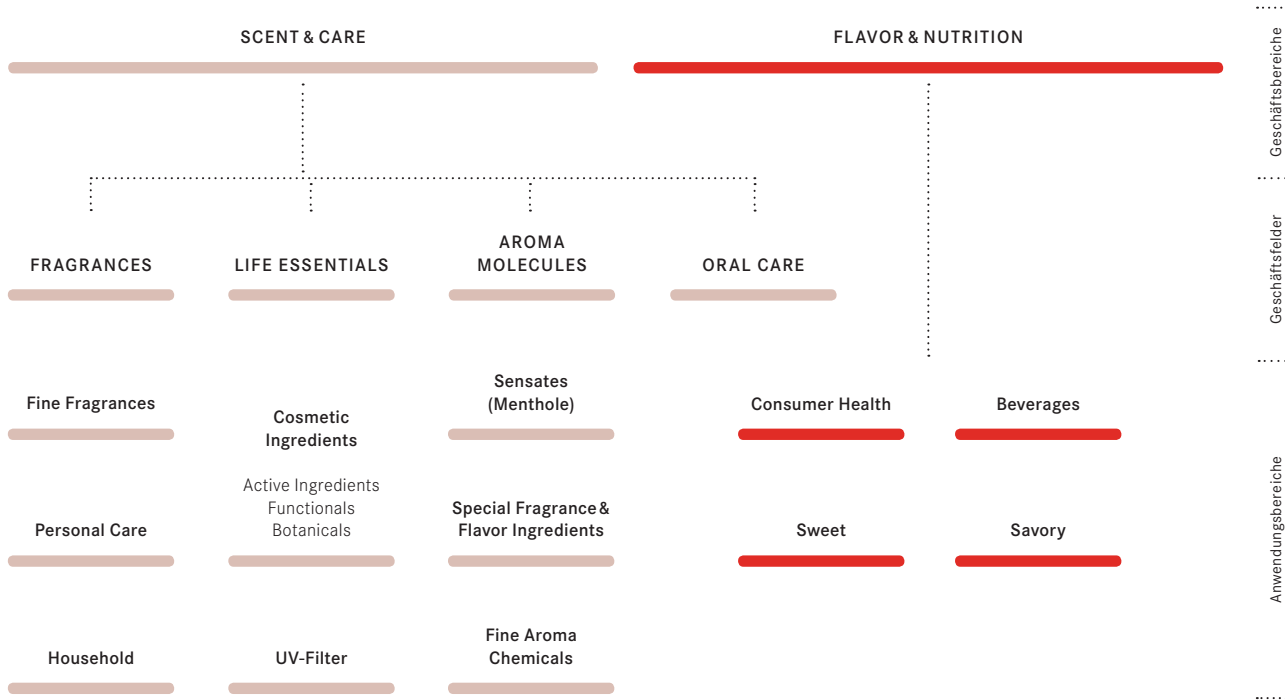 SCENT & CARE
FLAVOR & NUTRITION
Geschäftsbereiche
FRAGRANCES
LIFE ESSENTIALS
AROMA
MOLECULES
ORAL CARE
Geschäftsfelder
Fine Fragrances
Cosmetic
Ingredients
Active Ingredients
Functionals
Botanicals
Sensates
(Menthole)
Consumer Health
Beverages
Personal Care
Special Fragrance &
Flavor Ingredients
Sweet
Savory
Anwendungsbereiche
Household
UV-Filter
Fine Aroma
Chemicals